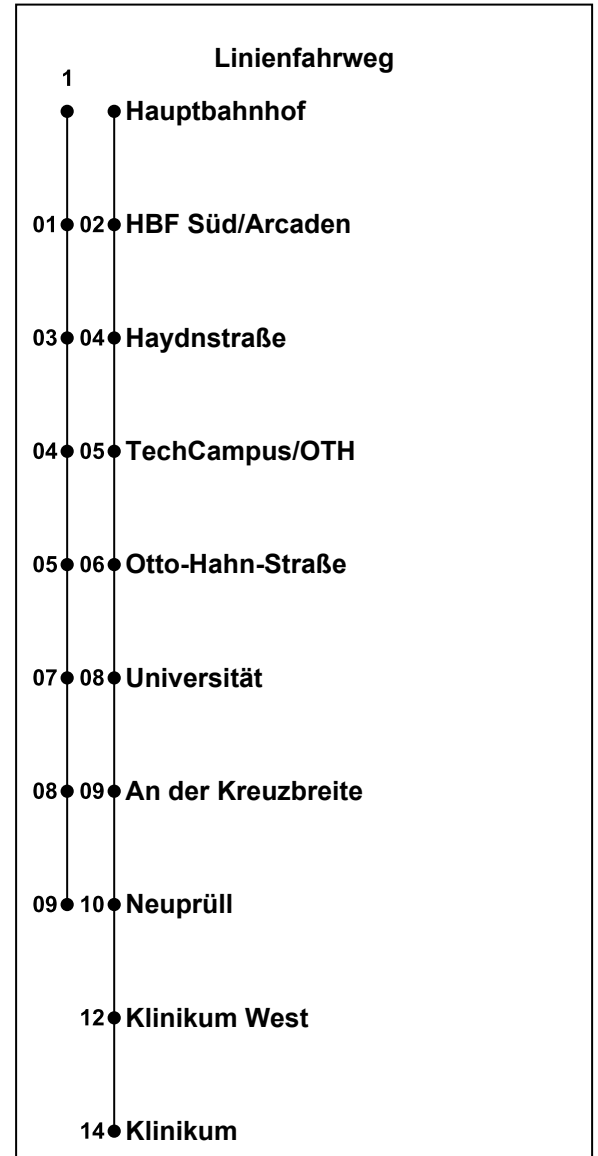 Linienfahrweg
1
Hauptbahnhof
01 02 HBF Süd/Arcaden
03 04 Haydnstraße
04 05 TechCampus/OTH
05 06 Otto-Hahn-Straße
07 08 Universität
08 09 An der Kreuzbreite
09 10 Neuprüll
12 Klinikum West
14 Klinikum